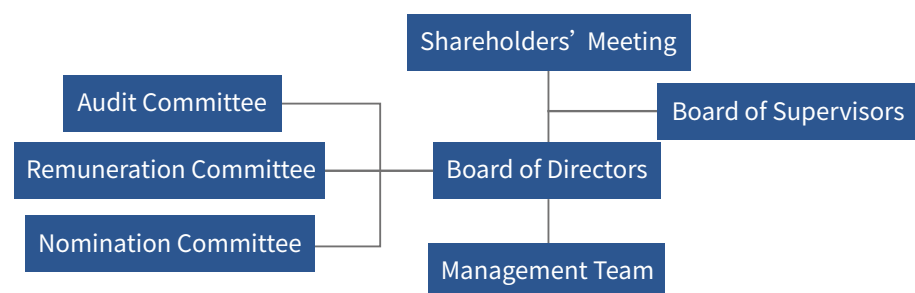 Shareholders’ Meeting
Audit Committee
Board of Supervisors
Remuneration Committee
Board of Directors
Nomination Committee
Management Team